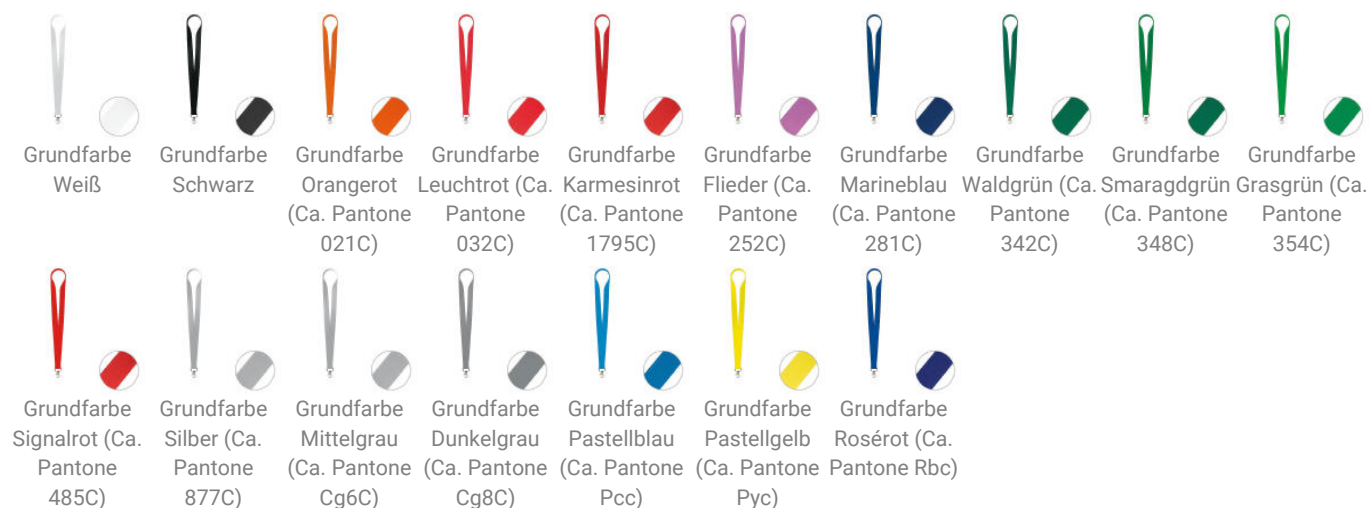 Grundfarbe
Weiß
Grundfarbe
Schwarz
Grundfarbe
Orangerot
(Ca. Pantone
021C)
Grundfarbe
Leuchtrot (Ca.
Pantone
032C)
Grundfarbe
Karmesinrot
(Ca. Pantone
1795C)
Grundfarbe
Flieder (Ca.
Pantone
252C)
Grundfarbe
Marineblau
(Ca. Pantone
281C)
Grundfarbe
Waldgrün (Ca.
Pantone
342C)
Grundfarbe
Smaragdgrün
(Ca. Pantone
348C)
Grundfarbe
Grasgrün (Ca.
Pantone
354C)
Grundfarbe
Signalrot (Ca.
Pantone
485C)
Grundfarbe
Silber (Ca.
Pantone
877C)
Grundfarbe
Mittelgrau
(Ca. Pantone
Cg6C)
Grundfarbe
Dunkelgrau
(Ca. Pantone
Cg8C)
Grundfarbe
Pastellblau
(Ca. Pantone
Pcc)
Grundfarbe
Pastellgelb
(Ca. Pantone
Pyc)
Grundfarbe
Rosérot (Ca.
Pantone Rbc)